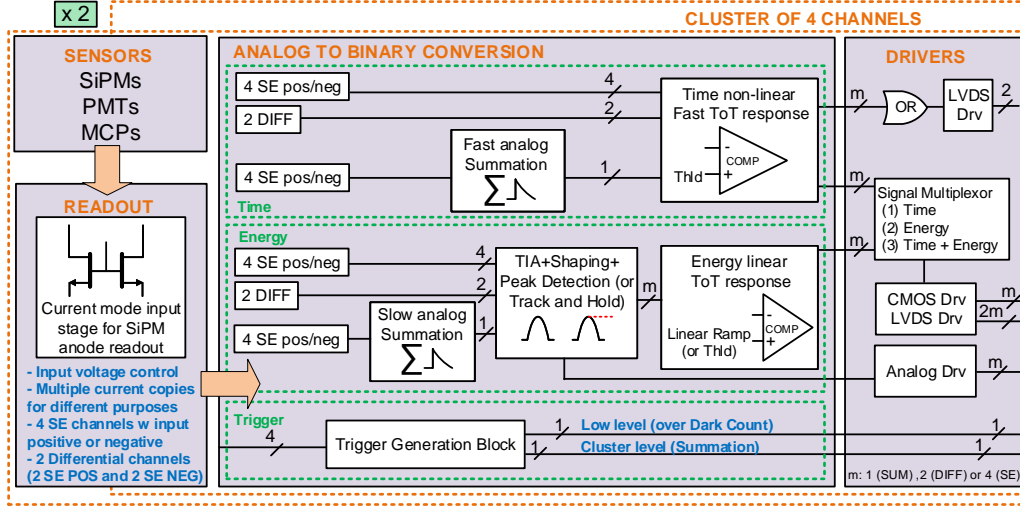 x 2
CLUSTER OF 4 CHANNELS
SENSORS
SiPMs
PMTs
MCPs
READOUT
Current mode input
stage for SiPM
anode readout
- Input voltage control
- Multiple current copies
for different purposes
- 4 SE channels w input
positive or negative
- 2 Differential channels
(2 SE POS and 2 SE NEG)
ANALOG TO BINARY CONVERSION
4 SE pos/neg
4
2 DIFF
2
4 SE pos/neg
Fast analog
Summation
∑
1
Time non-linear
Fast ToT response
-
+
COMP
Thld
Time
m
m
Energy
4 SE pos/neg
4
2 DIFF
2
4 SE pos/neg
Slow analog
Summation
∑
1
TIA+Shaping+
Peak Detection (or
Track and Hold)
m
Energy linear
ToT response
Linear Ramp
(or Thld)
-
+
COMP
m
Trigger
4
Trigger Generation Block
1
Low level (over Dark Count)
1
1
Cluster level (Summation)
1
DRIVERS
OR
LVDS
Drv
2
Signal Multiplexor
(1) Time
(2) Energy
(3) Time + Energy
CMOS Drv
LVDS Drv
m
2m
Analog Drv
m
m: 1 (SUM) ,2 (DIFF) or 4 (SE)